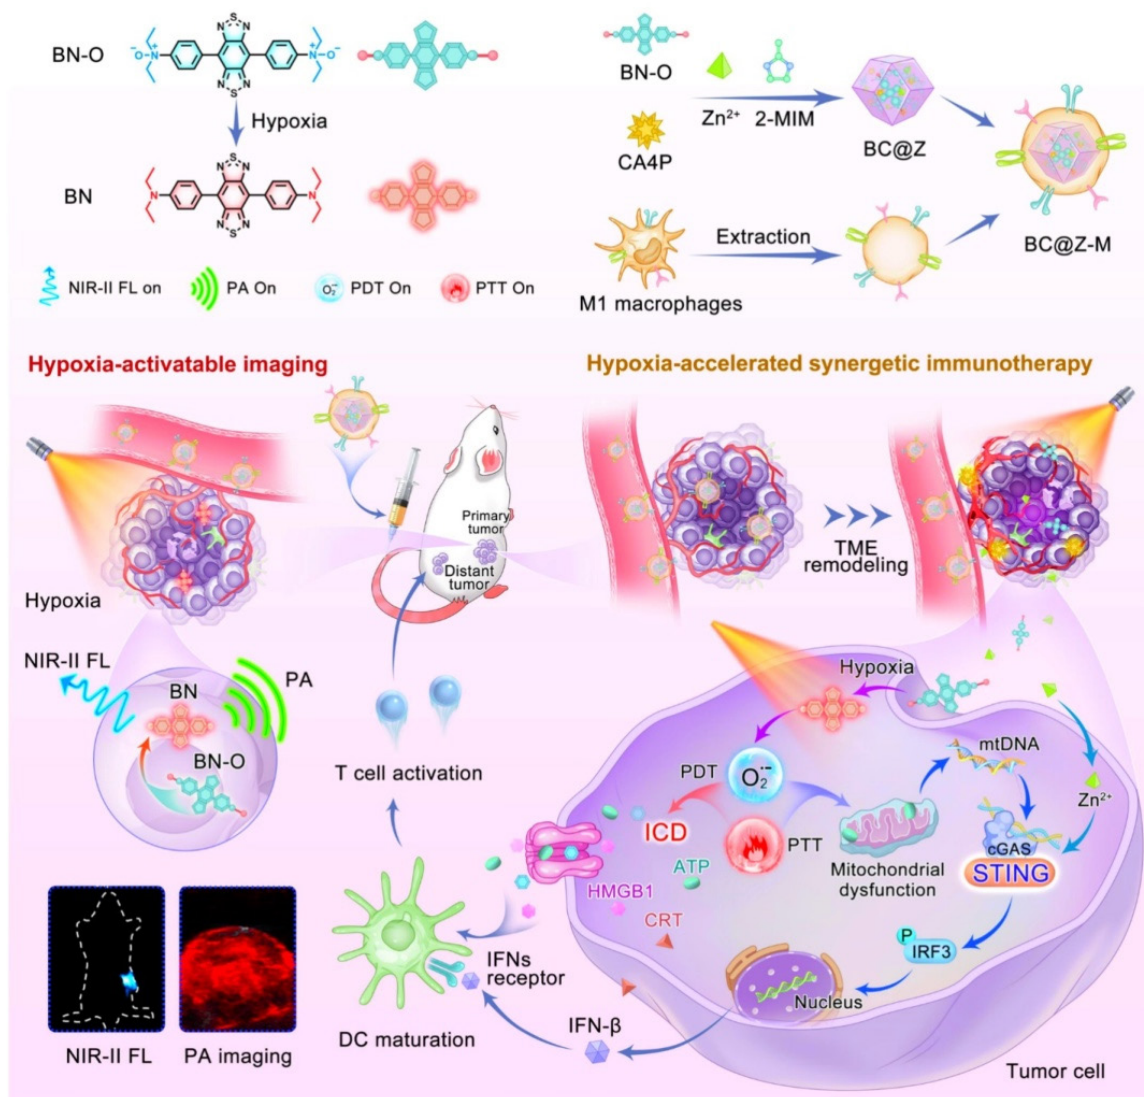 BN-O
S
N N
-O-N+
N+-O-
N N
S
Hypoxia
BN
S
N N
N
N
N N
S
NIR-II FL on
PA On
O2•−
PDT On
PTT On
BN-O
CA4P
Zn2+
2-MIM
BC@Z
M1 macrophages
Extraction
BC@Z-M
Hypoxia-activatable imaging
Hypoxia-accelerated synergetic immunotherapy
Primary
tumor
Distant
tumor
Hypoxia
TME
remodeling
NIR-II FL
PA
BN
BN-O
T cell activation
Hypoxia
PDT
O2•−
ICD
PTT
ATP
HMGB1
CRT
Mitochondrial
dysfunction
mtDNA
Zn2+
cGAS
STING
P
IRF3
Nucleus
IFNs
receptor
IFN-β
DC maturation
NIR-II FL
PA imaging
Tumor cell